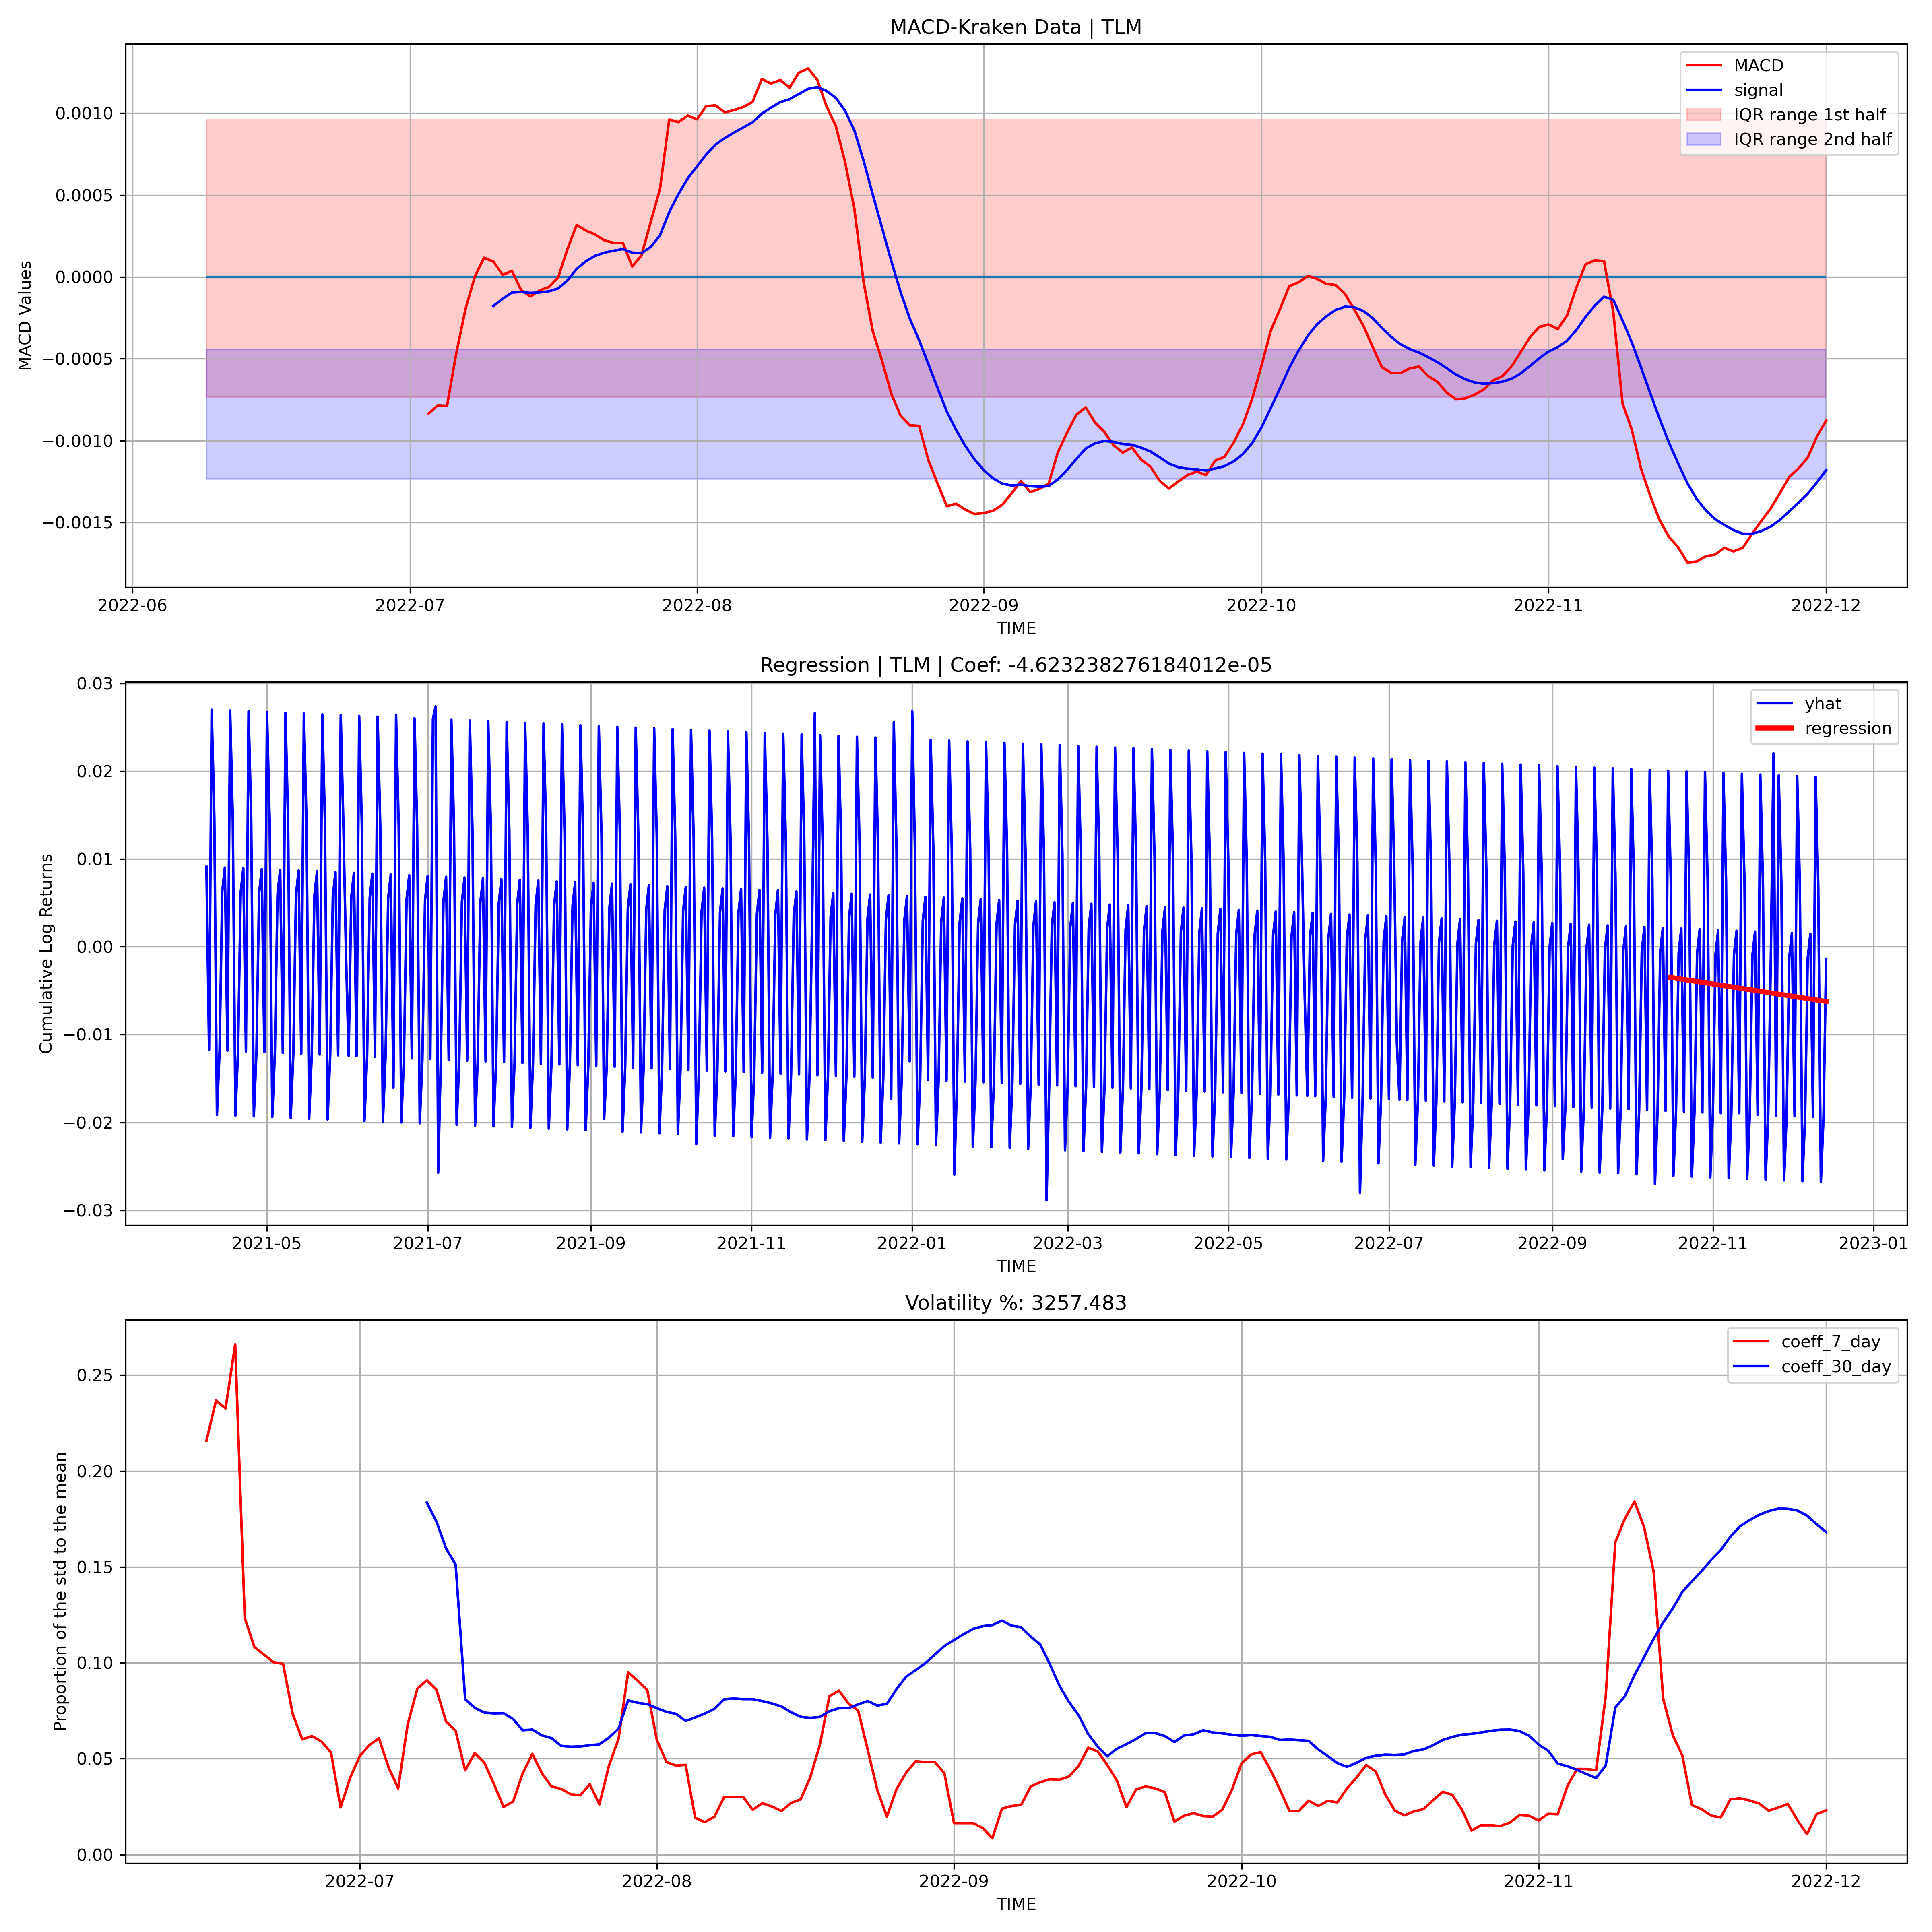 MACD-Kraken Data | TLM
MACD
signal
IQR range 1st half
IQR range 2nd half
0.0010
0.0005
0.0000
−0.0005
−0.0010
−0.0015
MACD Values
2022-06 2022-07 2022-08 2022-09 2022-10 2022-11 2022-12
TIME
Regression | TLM | Coef: -4.623238276184012e-05
yhat
regression
0.03
0.02
0.01
0.00
−0.01
−0.02
−0.03
Cumulative Log Returns
2021-05 2021-07 2021-09 2021-11 2022-01 2022-03 2022-05 2022-07 2022-09 2022-11 2023-01
TIME
Volatility %: 3257.483
coeff_7_day
coeff_30_day
0.25
0.20
0.15
0.10
0.05
0.00
Proportion of the std to the mean
2022-07 2022-08 2022-09 2022-10 2022-11 2022-12
TIME